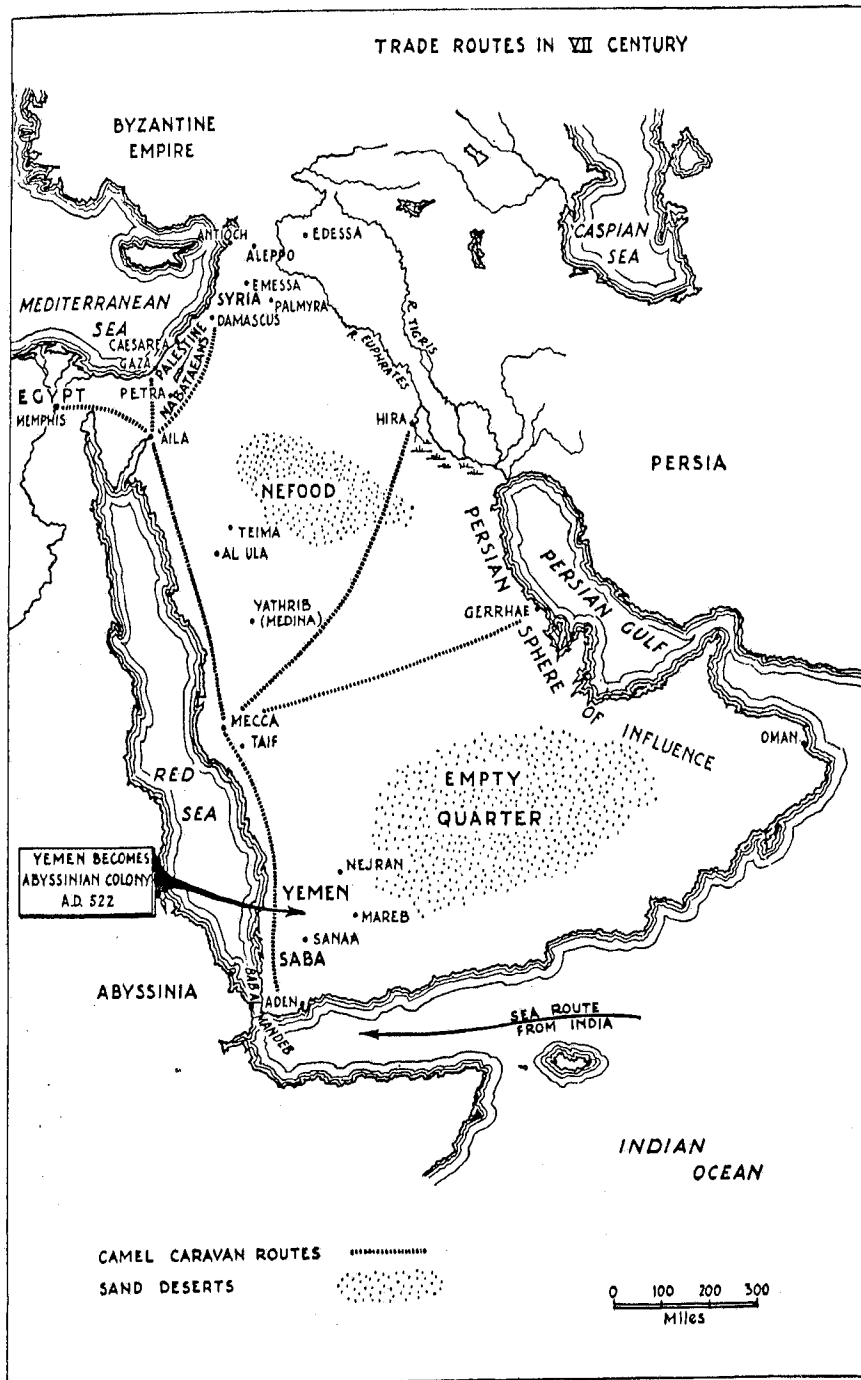 TRADE ROUTES IN VII CENTURY
BYZANTINE
EMPIRE
CASPIAN
SEA
ANTIOCH
EDESSA
ALEPPO
EMESSA
SYRIA
PALMYRA
DAMASCUS
MEDITERRANEAN
SEA
CAESAREA
GAZA
PALESTINE
NABATAEANS
R. EUPHRATES
R. TIGRIS
EGYPT
MEMPHIS
PETRA
AILA
HIRA
PERSIA
NEFOOD
TEIMA
AL ULA
YATHRIB
(MEDINA)
GERRHAE
PERSIAN GULF
PERSIAN
SPHERE OF
INFLUENCE
MECCA
TAIF
OMAN
RED
SEA
EMPTY
QUARTER
YEMEN BECOMES
ABYSSINIAN COLONY
A.D. 522
NEJRAN
YEMEN
MAREB
SANAA
SABA
ABYSSINIA
BAB AL
MANDEB
ADEN
SEA ROUTE
FROM INDIA
INDIAN
OCEAN
CAMEL CARAVAN ROUTES
SAND DESERTS
0 100 200 300
Miles